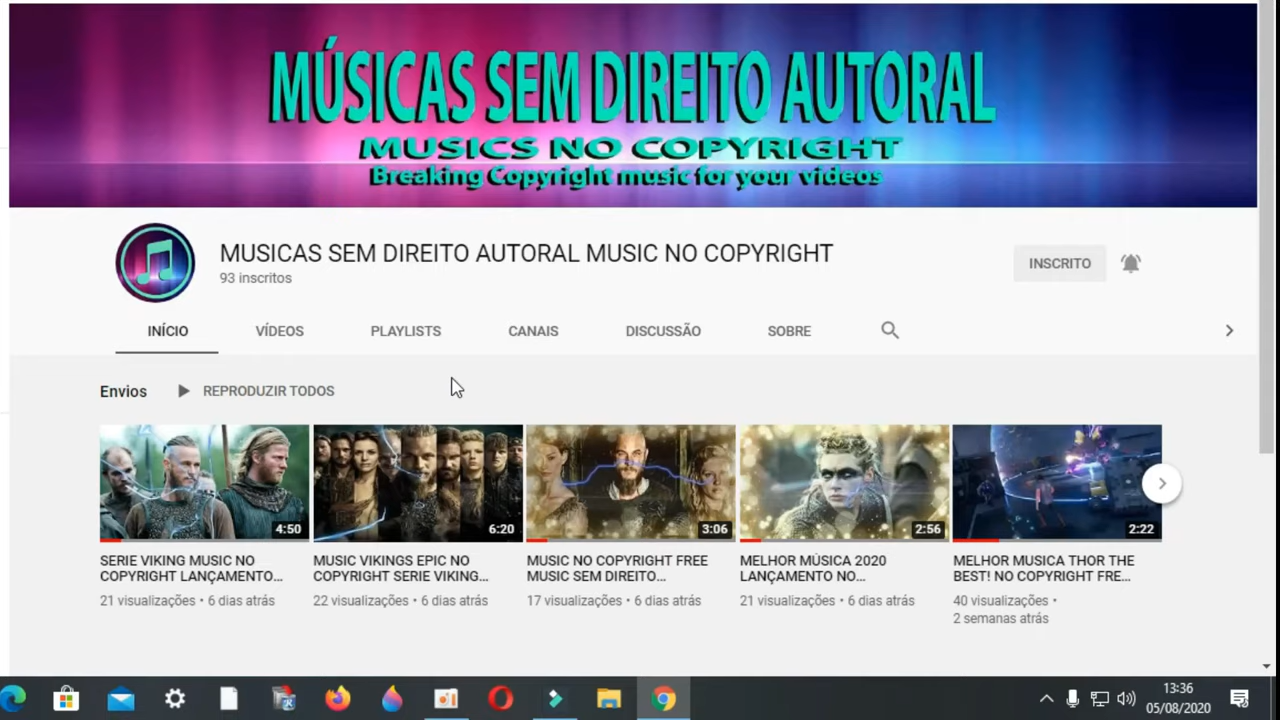 MÚSICAS SEM DIREITO AUTORAL
MUSICS NO COPYRIGHT
Breaking Copyright music for your videos
MUSICAS SEM DIREITO AUTORAL MUSIC NO COPYRIGHT
93 inscritos
INSCRITO
INÍCIO
VÍDEOS
PLAYLISTS
CANAIS
DISCUSSÃO
SOBRE
Envios
REPRODUZIR TODOS
4:50
6:20
3:06
2:56
2:22
SERIE VIKING MUSIC NO
COPYRIGHT LANÇAMENTO...
21 visualizações • 6 dias atrás
MUSIC VIKINGS EPIC NO
COPYRIGHT SERIE VIKING...
22 visualizações • 6 dias atrás
MUSIC NO COPYRIGHT FREE
MUSIC SEM DIREITO...
17 visualizações • 6 dias atrás
MELHOR MÚSICA 2020
LANÇAMENTO NO...
21 visualizações • 6 dias atrás
MELHOR MUSICA THOR THE
BEST! NO COPYRIGHT FRE...
40 visualizações •
2 semanas atrás
13:36
05/08/2020